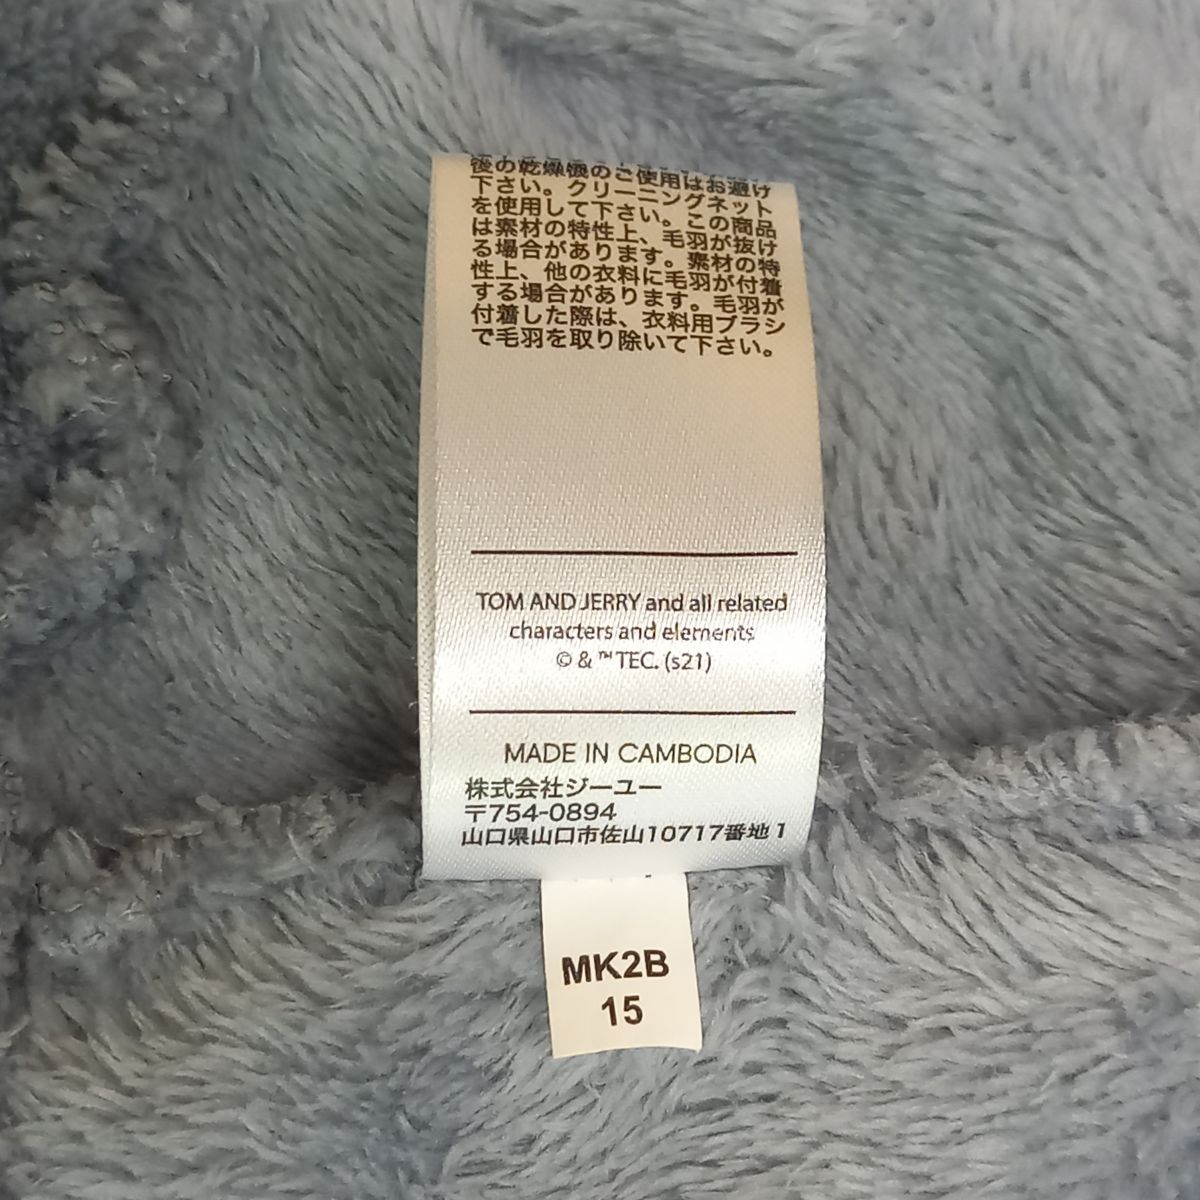 後の乾燥機のご使用はお避け
下さい。クリーニングネット
を使用して下さい。この商品
は素材の特性上、毛羽が抜け
る場合があります。素材の特
性上、他の衣料に毛羽が付着
する場合があります。毛羽が
付着した際は、衣料用ブラシ
で毛羽を取り除いて下さい。
TOM AND JERRY and all related
characters and elements
© & ™ TEC. (s21)
MADE IN CAMBODIA
株式会社ジーユー
〒754-0894
山口県山口市佐山10717番地1
MK2B
15